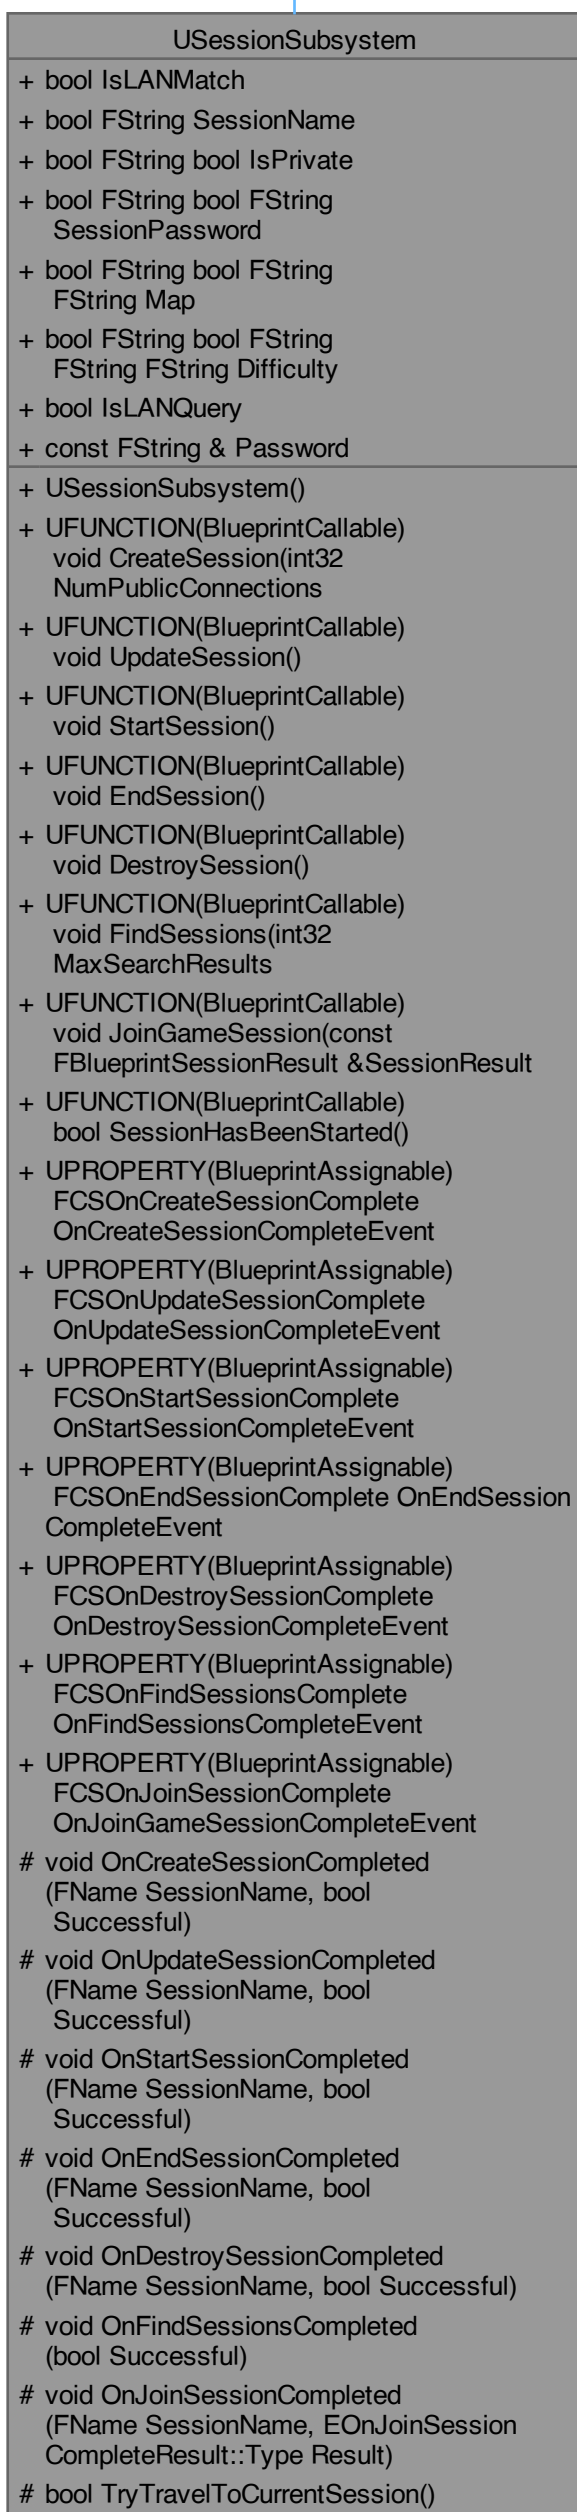 USessionSubsystem
+ bool IsLANMatch
+ bool FString SessionName
+ bool FString bool IsPrivate
+ bool FString bool FString
SessionPassword
+ bool FString bool FString
FString Map
+ bool FString bool FString
FString FString Difficulty
+ bool IsLANQuery
+ const FString & Password
+ USessionSubsystem()
+ UFUNCTION(BlueprintCallable)
void CreateSession(int32
NumPublicConnections
+ UFUNCTION(BlueprintCallable)
void UpdateSession()
+ UFUNCTION(BlueprintCallable)
void StartSession()
+ UFUNCTION(BlueprintCallable)
void EndSession()
+ UFUNCTION(BlueprintCallable)
void DestroySession()
+ UFUNCTION(BlueprintCallable)
void FindSessions(int32
MaxSearchResults
+ UFUNCTION(BlueprintCallable)
void JoinGameSession(const
FBlueprintSessionResult &SessionResult
+ UFUNCTION(BlueprintCallable)
bool SessionHasBeenStarted()
+ UPROPERTY(BlueprintAssignable)
FCSOnCreateSessionComplete
OnCreateSessionCompleteEvent
+ UPROPERTY(BlueprintAssignable)
FCSOnUpdateSessionComplete
OnUpdateSessionCompleteEvent
+ UPROPERTY(BlueprintAssignable)
FCSOnStartSessionComplete
OnStartSessionCompleteEvent
+ UPROPERTY(BlueprintAssignable)
FCSOnEndSessionComplete OnEndSession
CompleteEvent
+ UPROPERTY(BlueprintAssignable)
FCSOnDestroySessionComplete
OnDestroySessionCompleteEvent
+ UPROPERTY(BlueprintAssignable)
FCSOnFindSessionsComplete
OnFindSessionsCompleteEvent
+ UPROPERTY(BlueprintAssignable)
FCSOnJoinSessionComplete
OnJoinGameSessionCompleteEvent
# void OnCreateSessionCompleted
(FName SessionName, bool
Successful)
# void OnUpdateSessionCompleted
(FName SessionName, bool
Successful)
# void OnStartSessionCompleted
(FName SessionName, bool
Successful)
# void OnEndSessionCompleted
(FName SessionName, bool
Successful)
# void OnDestroySessionCompleted
(FName SessionName, bool Successful)
# void OnFindSessionsCompleted
(bool Successful)
# void OnJoinSessionCompleted
(FName SessionName, EOnJoinSession
CompleteResult::Type Result)
# bool TryTravelToCurrentSession()